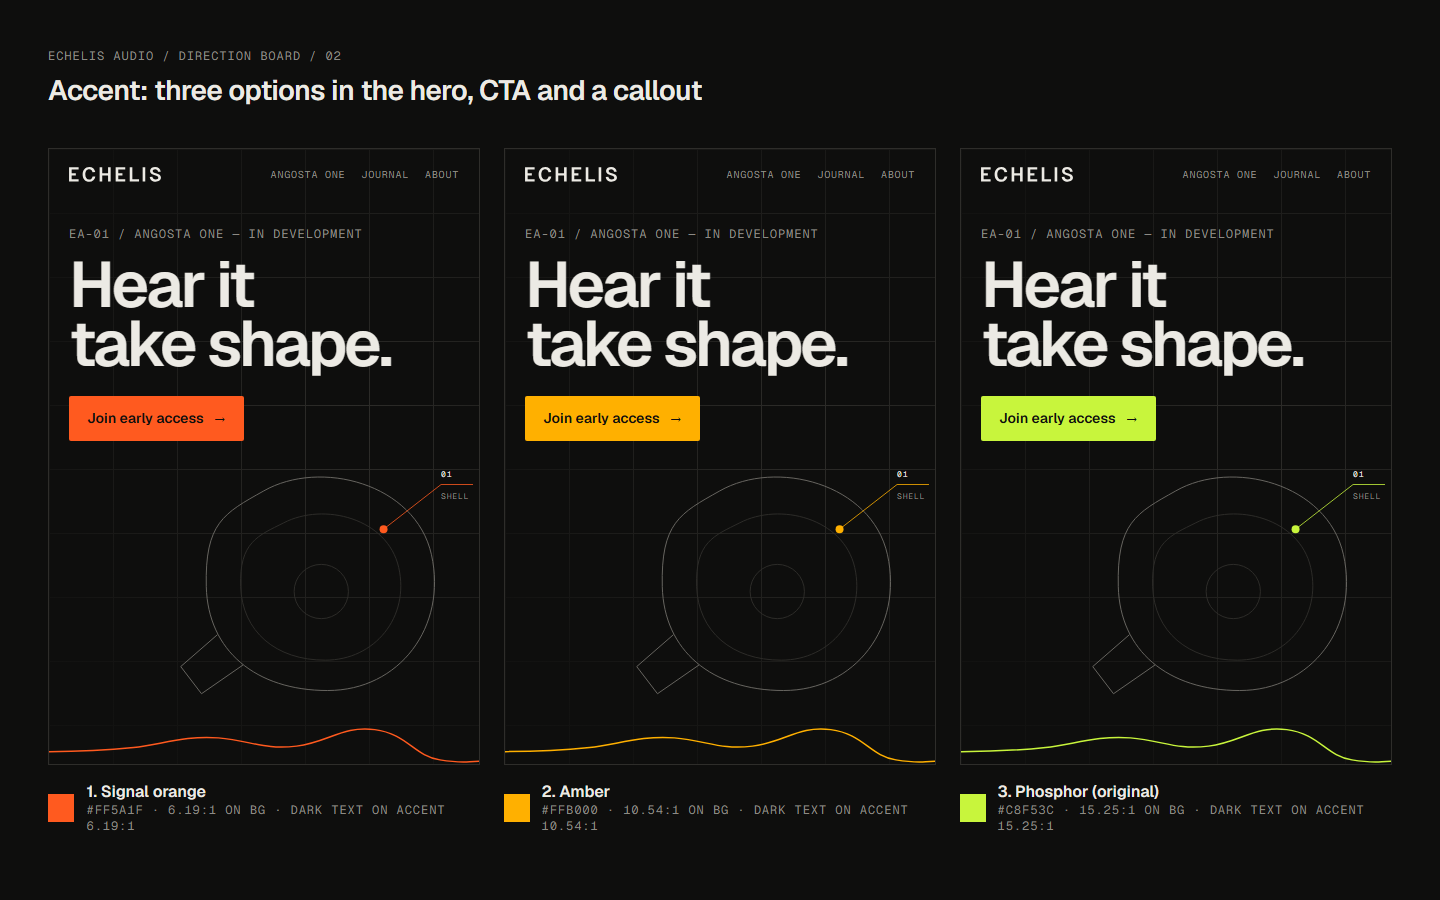 ECHELIS AUDIO / DIRECTION BOARD / 02
Accent: three options in the hero, CTA and a callout
ECHELIS
ANGOSTA ONE JOURNAL ABOUT
EA-01 / ANGOSTA ONE — IN DEVELOPMENT
Hear it
take shape.
Join early access →
01
SHELL
1. Signal orange
#FF5A1F · 6.19:1 ON BG · DARK TEXT ON ACCENT
6.19:1
ECHELIS
ANGOSTA ONE JOURNAL ABOUT
EA-01 / ANGOSTA ONE — IN DEVELOPMENT
Hear it
take shape.
Join early access →
01
SHELL
2. Amber
#FFB000 · 10.54:1 ON BG · DARK TEXT ON ACCENT
10.54:1
ECHELIS
ANGOSTA ONE JOURNAL ABOUT
EA-01 / ANGOSTA ONE — IN DEVELOPMENT
Hear it
take shape.
Join early access →
01
SHELL
3. Phosphor (original)
#C8F53C · 15.25:1 ON BG · DARK TEXT ON ACCENT
15.25:1